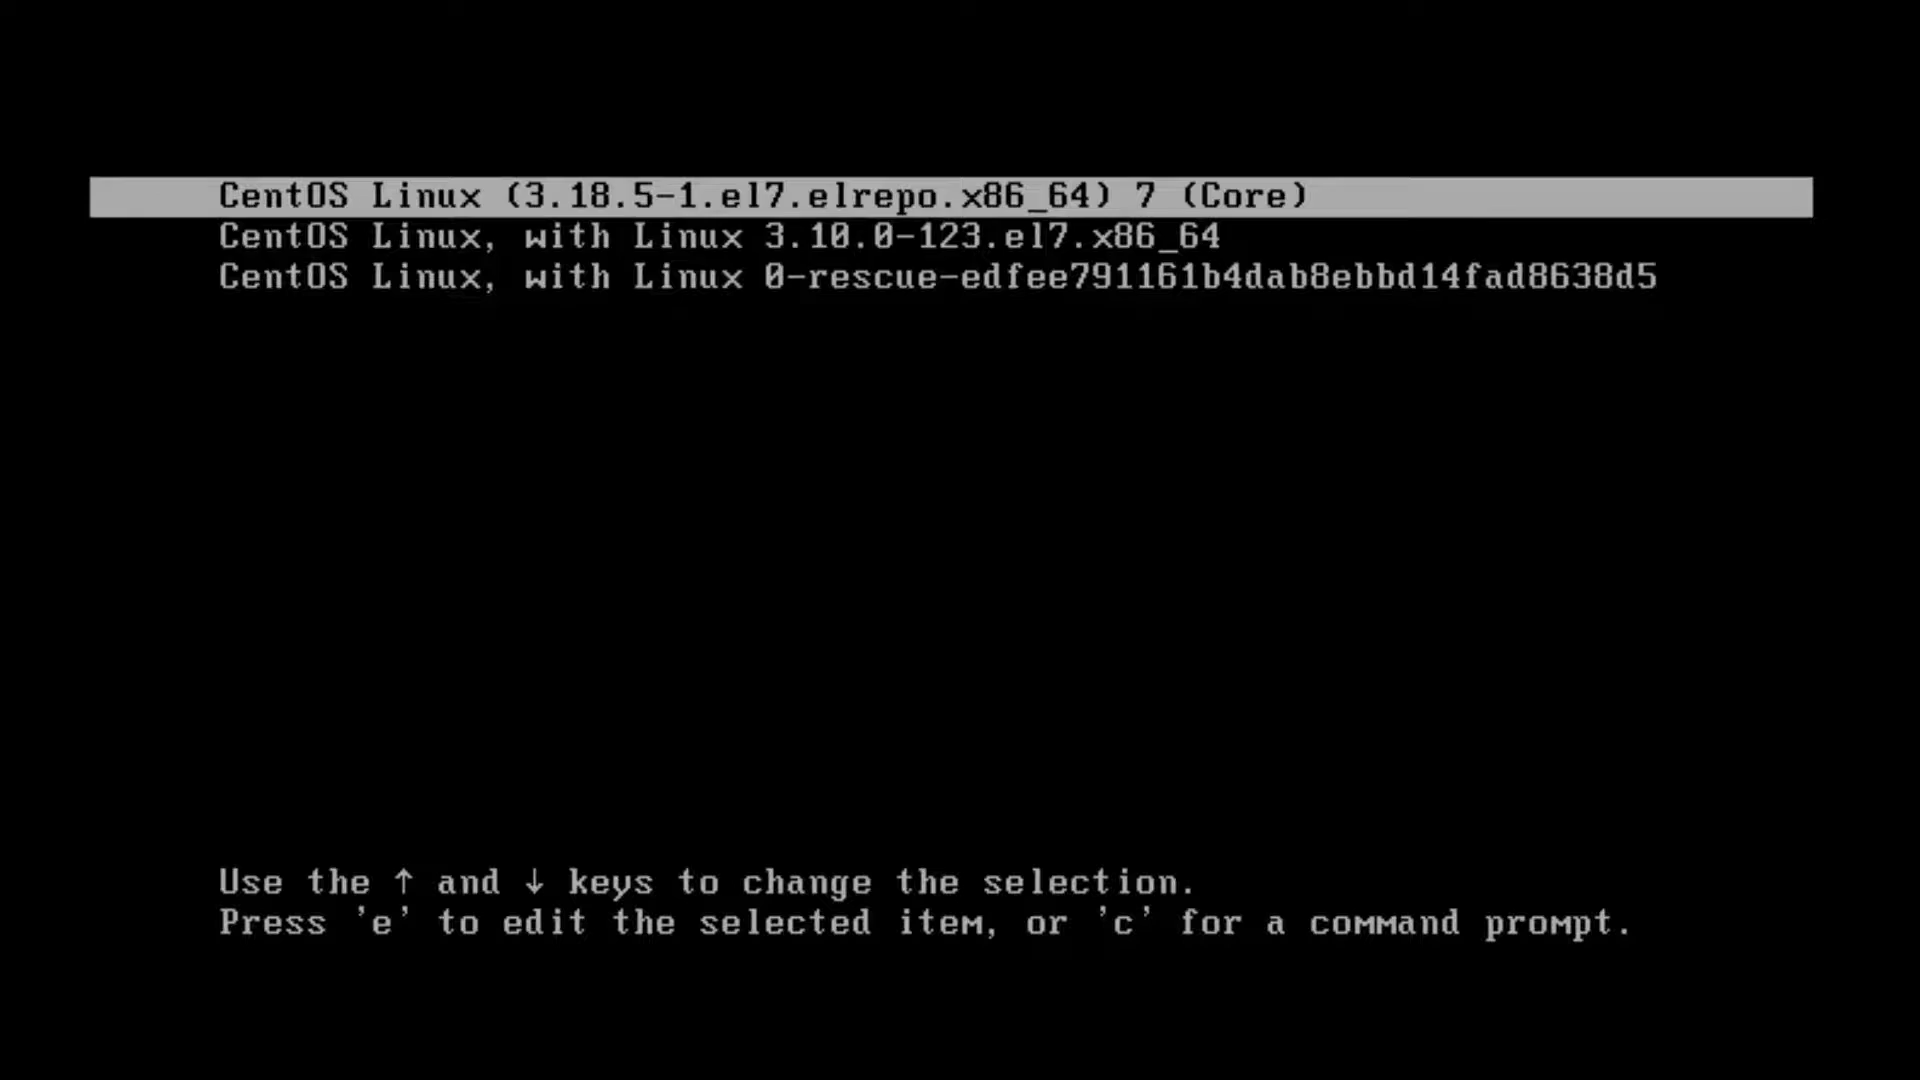 CentOS Linux (3.18.5-1.el7.elrepo.x86_64) 7 (Core)
CentOS Linux, with Linux 3.10.0-123.el7.x86_64
CentOS Linux, with Linux 0-rescue-edfee791161b4dab8ebbd14fad8638d5
Use the ↑ and ↓ keys to change the selection.
Press 'e' to edit the selected item, or 'c' for a command prompt.